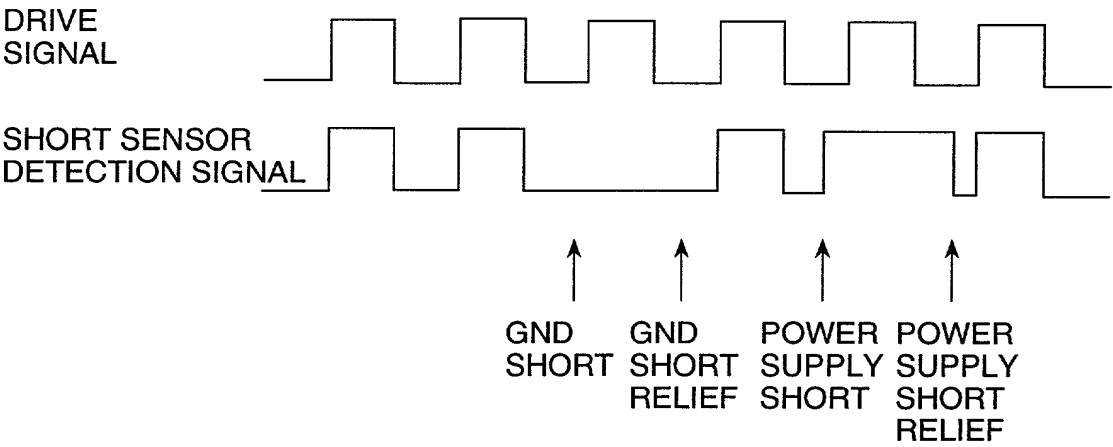 DRIVE
SIGNAL
SHORT SENSOR
DETECTION SIGNAL
GND
SHORT
GND
SHORT
RELIEF
POWER
SUPPLY
SHORT
POWER
SUPPLY
SHORT
RELIEF